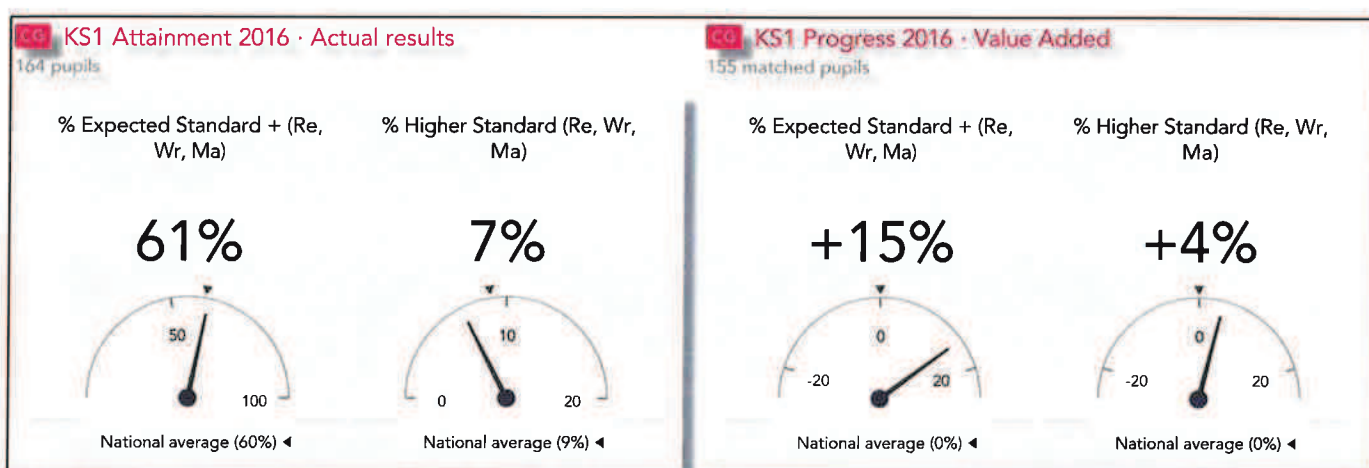 CG KS1 Attainment 2016 · Actual results
164 pupils
% Expected Standard + (Re,
Wr, Ma)
61%
50
100
National average (60%) ◄
% Higher Standard (Re, Wr,
Ma)
7%
0
10
20
National average (9%) ◄
CG KS1 Progress 2016 · Value Added
155 matched pupils
% Expected Standard + (Re,
Wr, Ma)
+15%
-20
0
20
National average (0%) ◄
% Higher Standard (Re, Wr,
Ma)
+4%
-20
0
20
National average (0%) ◄